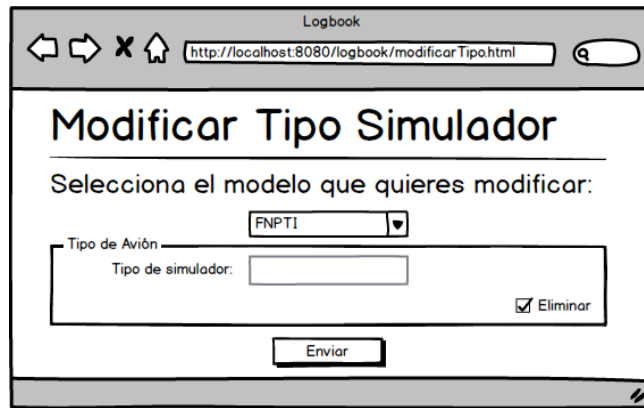 Logbook
http://localhost:8080/logbook/modificarTipo.html
Modificar Tipo Simulador
Selecciona el modelo que quieres modificar:
FNPTI
Tipo de Avión
Tipo de simulador:
Eliminar
Enviar